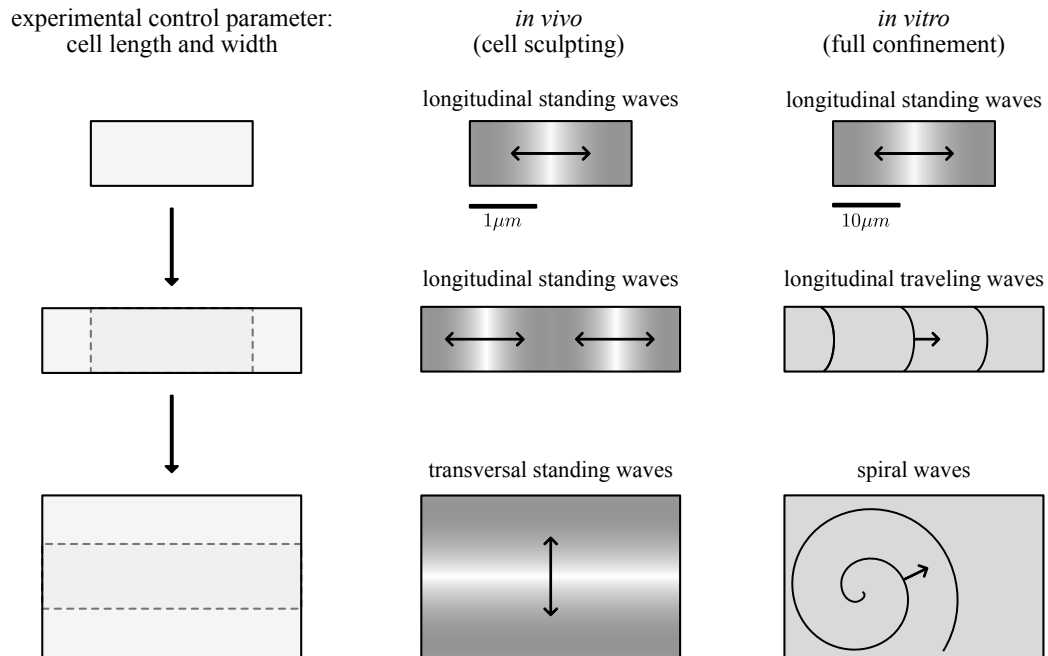 experimental control parameter:
cell length and width
in vivo
(cell sculpting)
in vitro
(full confinement)
longitudinal standing waves
longitudinal standing waves
1μm
10μm
longitudinal standing waves
longitudinal traveling waves
transversal standing waves
spiral waves